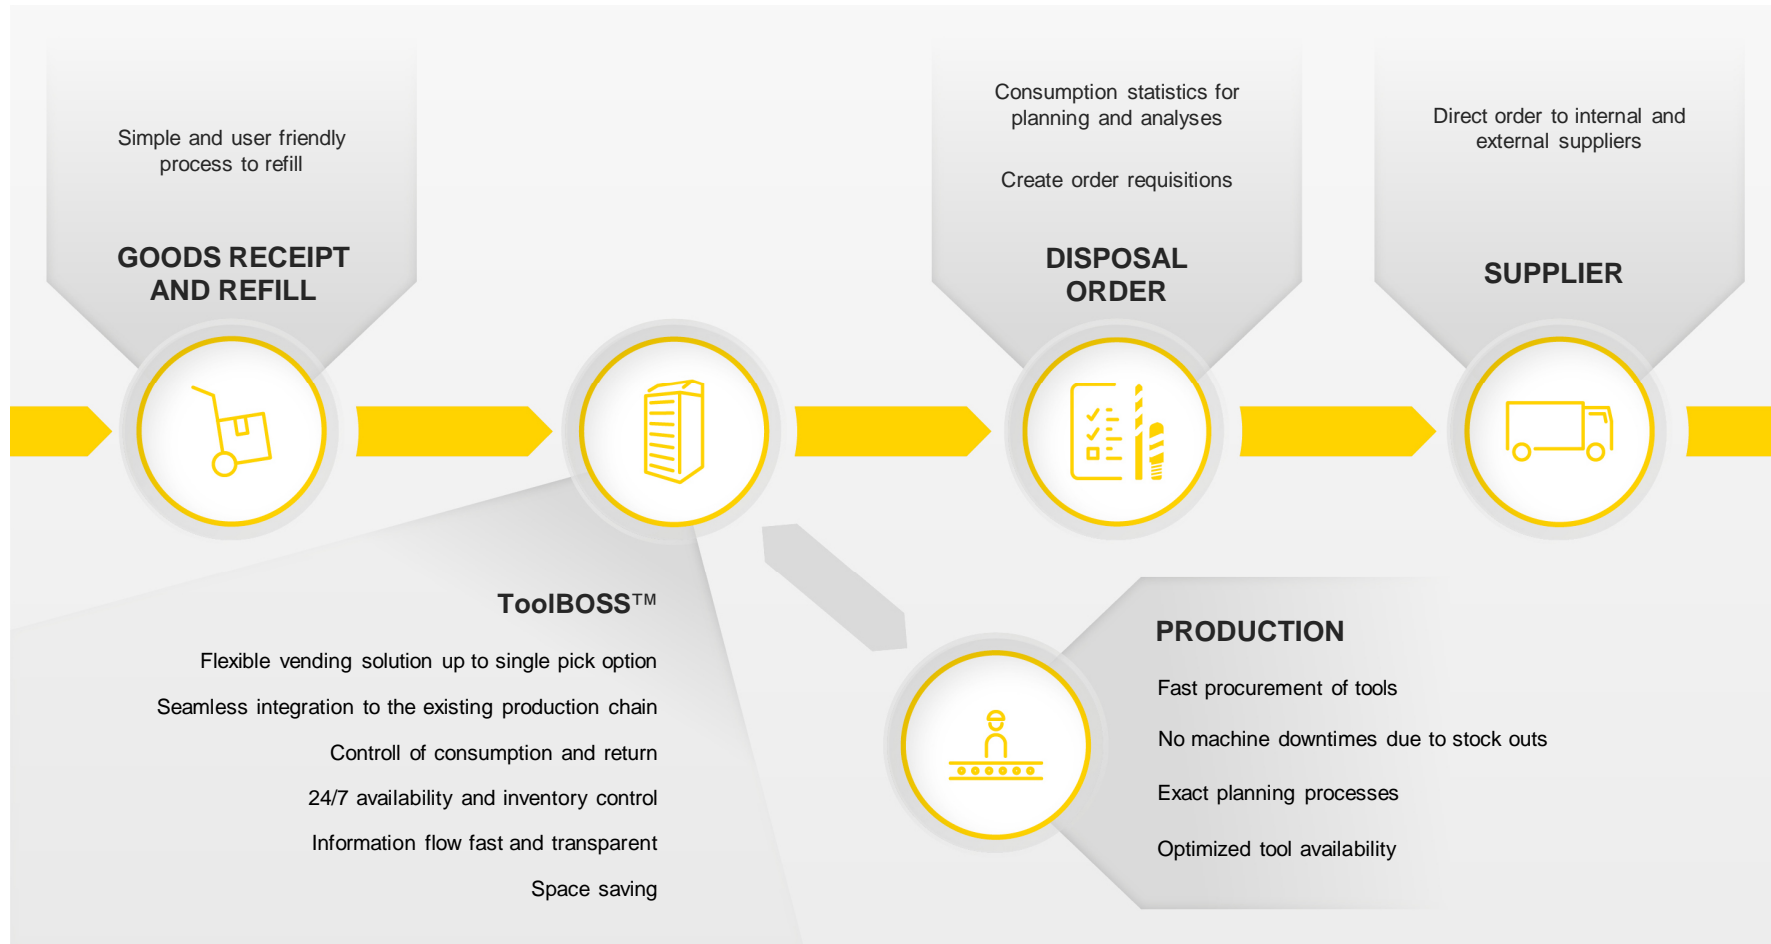 Simple and user friendly
process to refill
GOODS RECEIPT
AND REFILL
Consumption statistics for
planning and analyses
Create order requisitions
DISPOSAL
ORDER
Direct order to internal and
external suppliers
SUPPLIER
ToolBOSS™
Flexible vending solution up to single pick option
Seamless integration to the existing production chain
Controll of consumption and return
24/7 availability and inventory control
Information flow fast and transparent
Space saving
PRODUCTION
Fast procurement of tools
No machine downtimes due to stock outs
Exact planning processes
Optimized tool availability